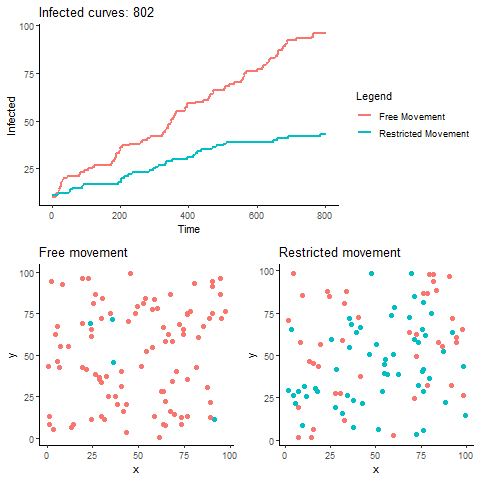 Infected curves: 802
100
75
50
25
Infected
0
200
400
600
800
Time
Legend
Free Movement
Restricted Movement
Free movement
100
75
50
25
0
y
0
25
50
75
100
x
Restricted movement
100
75
50
25
0
y
0
25
50
75
100
x